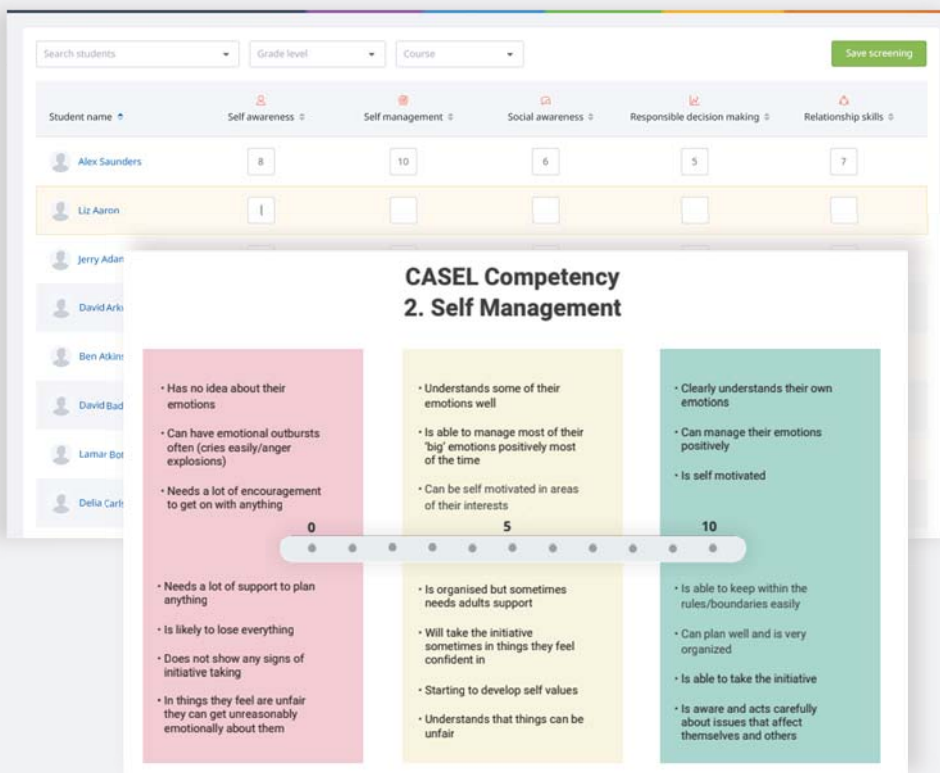 Search students
Grade level
Course
Save screening
Student name
Self awareness
Self management
Social awareness
Responsible decision making
Relationship skills
Alex Saunders
8
10
6
5
7
Liz Aaron
Jerry Adam
David
Ben Atkins
David Bad
Lamar
Delia
CASEL Competency
2. Self Management
· Has no idea about their
emotions
· Can have emotional outbursts
often (cries easily/anger
explosions)
· Needs a lot of encouragement
to get on with anything
· Understands some of their
emotions well
· Is able to manage most of their
'big' emotions positively most
of the time
· Can be self motivated in areas
of their interests
· Clearly understands their own
emotions
· Can manage their emotions
positively
· Is self motivated
0
5
10
· Needs a lot of support to plan
anything
· Is likely to lose everything
· Does not show any signs of
initiative taking
· In things they feel are unfair
they can get unreasonably
emotionally about them
· Is organised but sometimes
needs adults support
· Will take the initiative
sometimes in things they feel
confident in
· Starting to develop self values
· Understands that things can be
unfair
· Is able to keep within the
rules/boundaries easily
· Can plan well and is very
organized
· Is able to take the initiative
· Is aware and acts carefully
about issues that affect
themselves and others